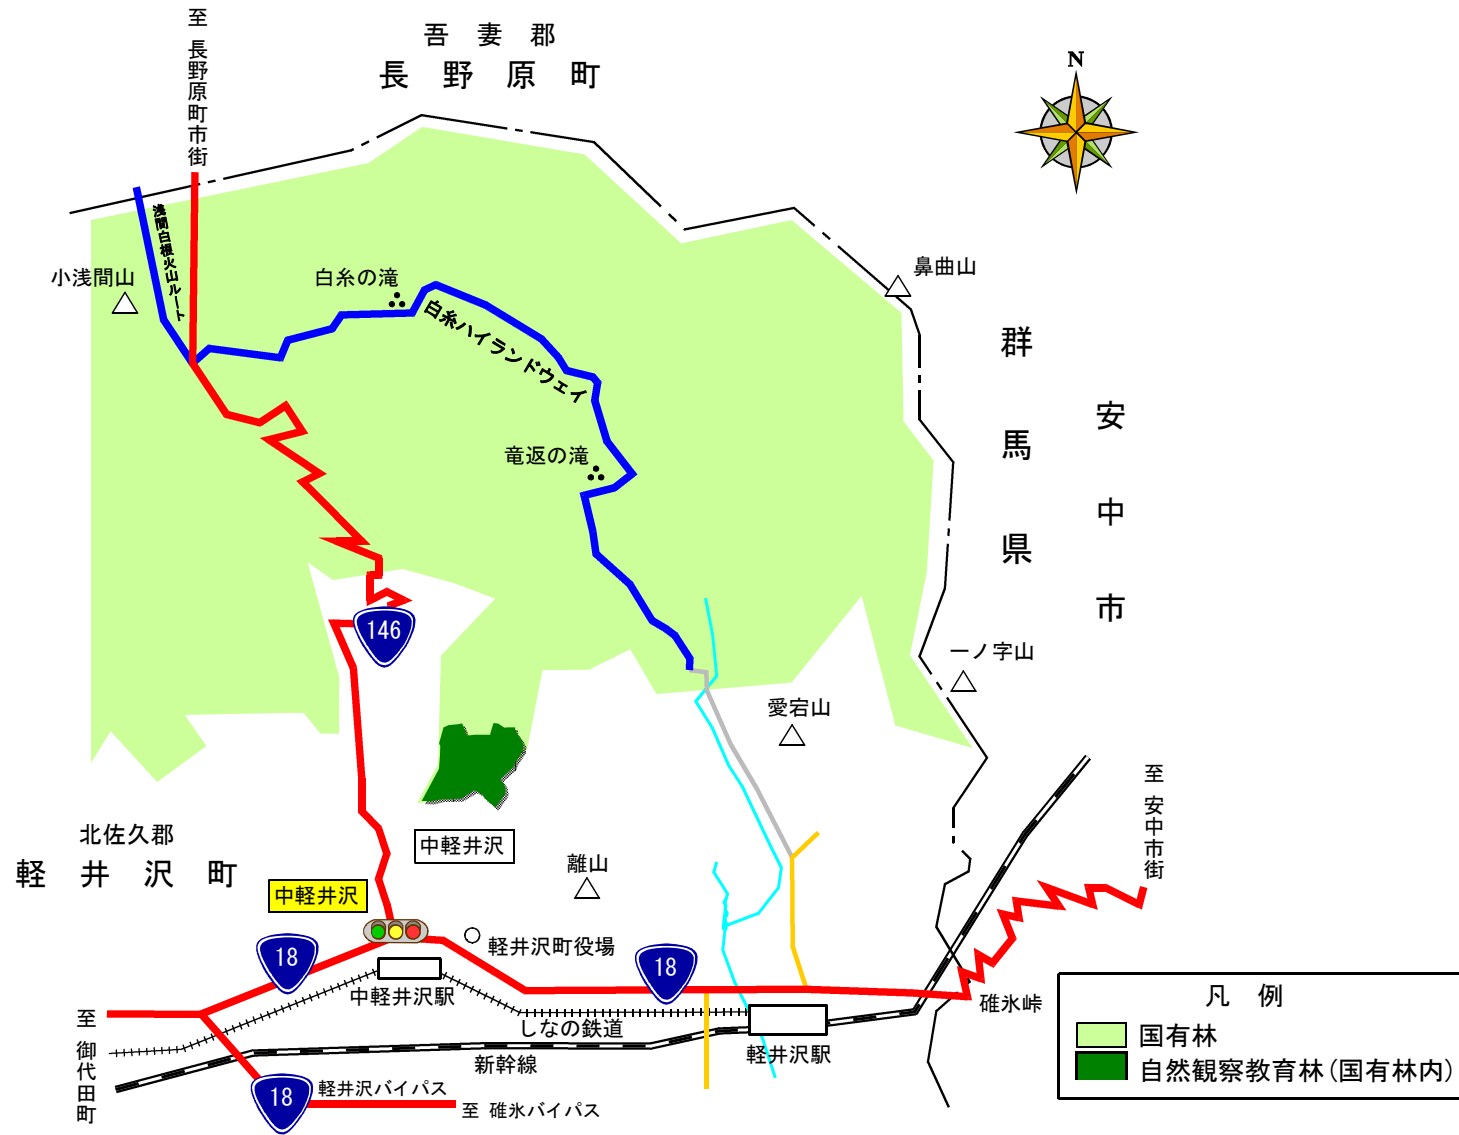 至 長野原町市街
吾妻郡
長野原町
N
浅間白根火山ルート
小浅間山
白糸の滝
白糸ハイランドウェイ
鼻曲山
群馬県
安中市
竜返の滝
146
一ノ字山
愛宕山
至 安中市街
北佐久郡
軽井沢町
中軽井沢
離山
中軽井沢
18
軽井沢町役場
18
中軽井沢駅
碓氷峠
至 御代田町
しなの鉄道
軽井沢駅
新幹線
18
軽井沢バイパス
至 碓氷バイパス
凡 例
国有林
自然観察教育林(国有林内)